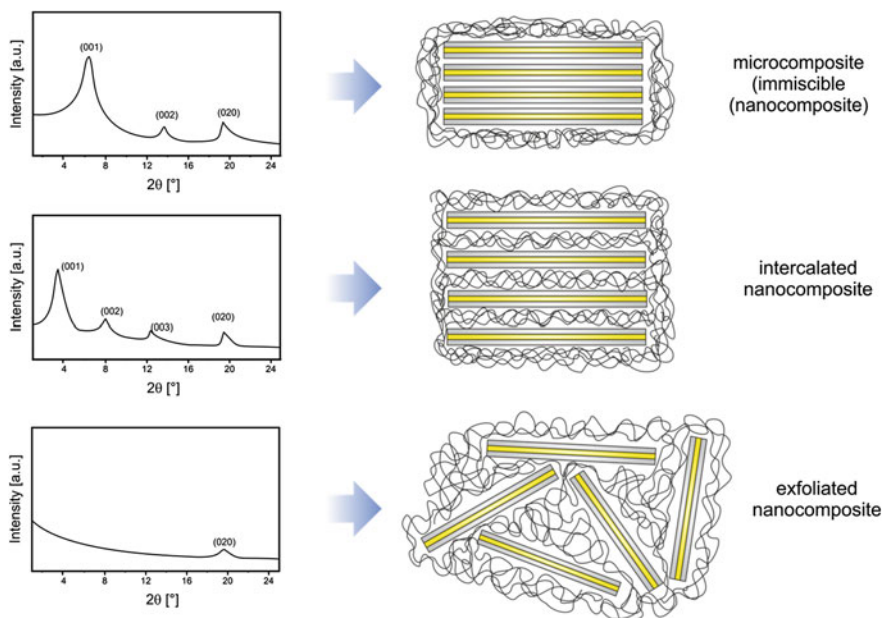 Intensity [a.u.]
(001)
(002)
(020)
4 8 12 16 20 24
2θ [°]
microcomposite
(immiscible
(nanocomposite)
Intensity [a.u.]
(001)
(002)
(003)
(020)
4 8 12 16 20 24
2θ [°]
intercalated
nanocomposite
Intensity [a.u.]
(020)
4 8 12 16 20 24
2θ [°]
exfoliated
nanocomposite